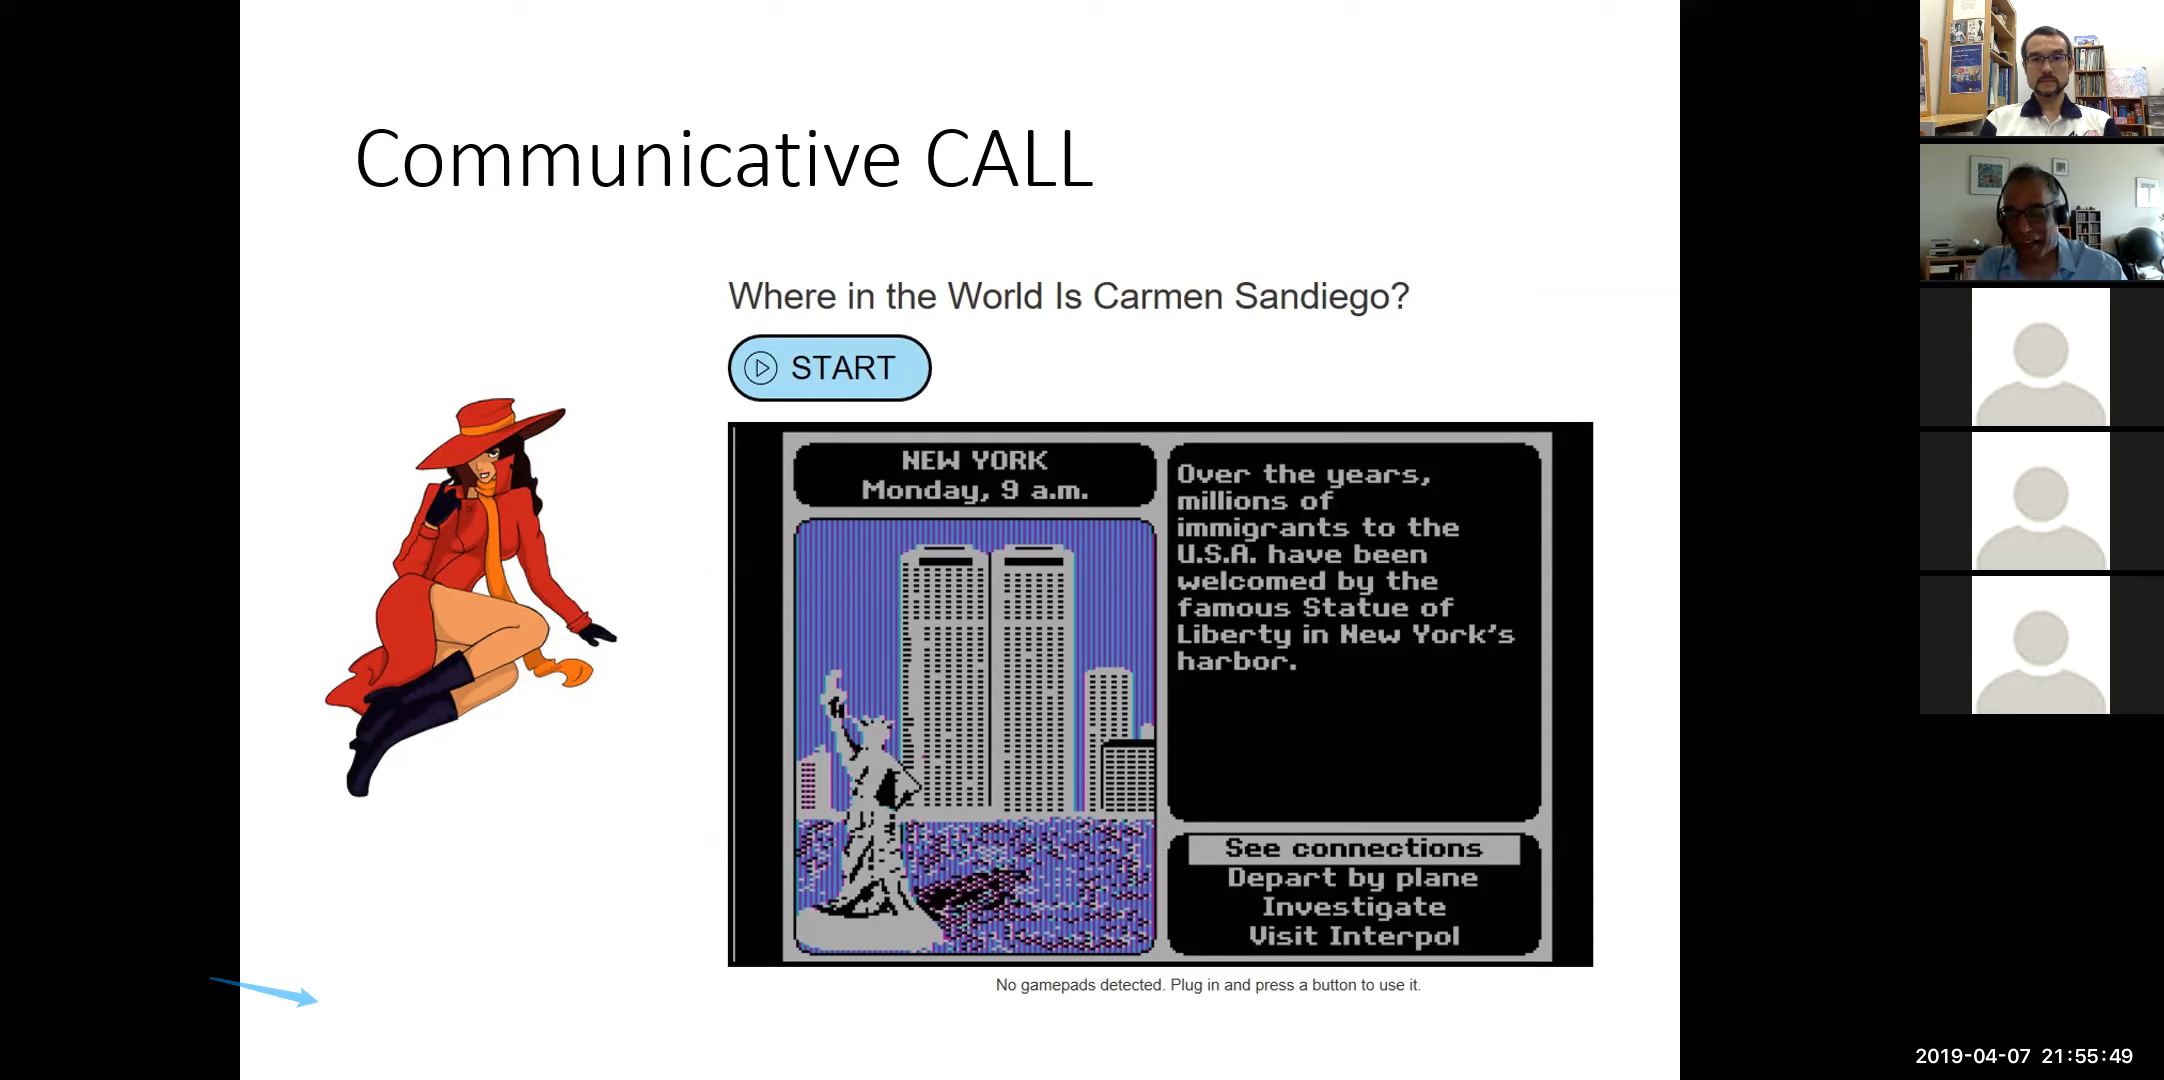 Communicative CALL
Where in the World Is Carmen Sandiego?
START
NEW YORK
Monday, 9 a.m.
Over the years,
millions of
immigrants to the
U.S.A. have been
welcomed by the
famous Statue of
Liberty in New York's
harbor.
See connections
Depart by plane
Investigate
Visit Interpol
No gamepads detected. Plug in and press a button to use it.
2019-04-07 21:55:49